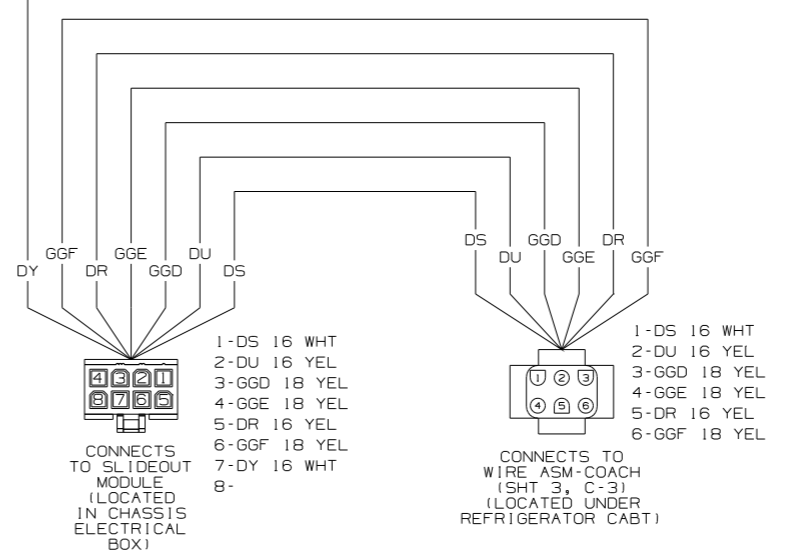 DY
GGF
DR
GGE
GGD
DU
DS
DS
DU
GGD
GGE
DR
GGF
4 3 2 1
8 7 6 5
CONNECTS
TO SLIDEOUT
MODULE
(LOCATED
IN CHASSIS
ELECTRICAL
BOX)
1-DS 16 WHT
2-DU 16 YEL
3-GGD 18 YEL
4-GGE 18 YEL
5-DR 16 YEL
6-GGF 18 YEL
7-DY 16 WHT
8-
1 2 3
4 5 6
CONNECTS TO
WIRE ASM-COACH
(SHT 3, C-3)
(LOCATED UNDER
REFRIGERATOR CABT)
1-DS 16 WHT
2-DU 16 YEL
3-GGD 18 YEL
4-GGE 18 YEL
5-DR 16 YEL
6-GGF 18 YEL